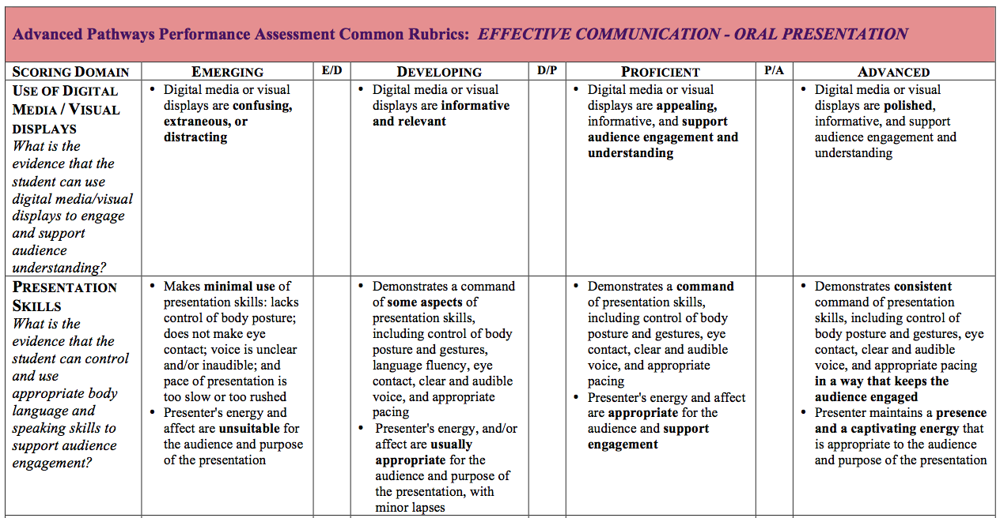 Advanced Pathways Performance Assessment Common Rubrics: EFFECTIVE COMMUNICATION - ORAL PRESENTATION
SCORING DOMAIN
EMERGING
E/D
DEVELOPING
D/P
PROFICIENT
P/A
ADVANCED
USE OF DIGITAL
MEDIA / VISUAL
DISPLAYS
What is the
evidence that the
student can use
digital media/visual
displays to engage
and support
audience
understanding?
• Digital media or visual
displays are confusing,
extraneous, or
distracting
• Digital media or visual
displays are informative
and relevant
• Digital media or visual
displays are appealing,
informative, and support
audience engagement and
understanding
• Digital media or visual
displays are polished,
informative, and support
audience engagement and
understanding
PRESENTATION
SKILLS
What is the
evidence that the
student can control
and use
appropriate body
language and
speaking skills to
support audience
engagement?
• Makes minimal use of
presentation skills: lacks
control of body posture;
does not make eye
contact; voice is unclear
and/or inaudible; and
pace of presentation is
too slow or too rushed
• Presenter's energy and
affect are unsuitable for
the audience and purpose
of the presentation
• Demonstrates a command
of some aspects of
presentation skills,
including control of body
posture and gestures,
language fluency, eye
contact, clear and audible
voice, and appropriate
pacing
• Presenter's energy, and/or
affect are usually
appropriate for the
audience and purpose of
the presentation, with
minor lapses
• Demonstrates a command
of presentation skills,
including control of body
posture and gestures, eye
contact, clear and audible
voice, and appropriate
pacing
• Presenter's energy and affect
are appropriate for the
audience and support
engagement
• Demonstrates consistent
command of presentation
skills, including control of
body posture and gestures, eye
contact, clear and audible
voice, and appropriate pacing
in a way that keeps the
audience engaged
• Presenter maintains a presence
and a captivating energy that
is appropriate to the audience
and purpose of the presentation